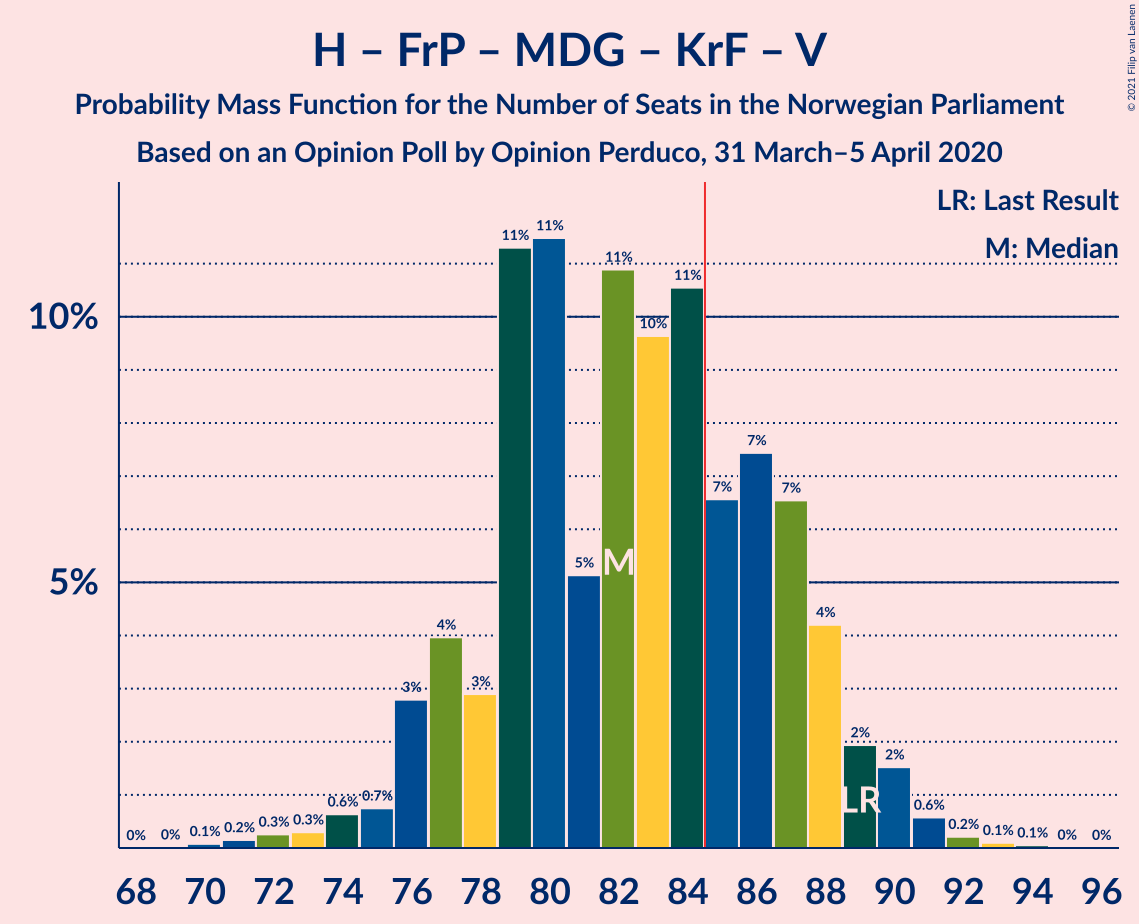 © 2021 Filip van Laenen
H – FrP – MDG – KrF – V
Probability Mass Function for the Number of Seats in the Norwegian Parliament
Based on an Opinion Poll by Opinion Perduco, 31 March–5 April 2020
LR: Last Result
M: Median
10%
5%
0% 0% 0.1% 0.2% 0.3% 0.3% 0.6% 0.7% 3% 4% 3% 11% 11% 5% 11% 10% 11% 7% 7% 7% 4% 2% 2% 0.6% 0.2% 0.1% 0.1% 0% 0%
M
LR
68 70 72 74 76 78 80 82 84 86 88 90 92 94 96